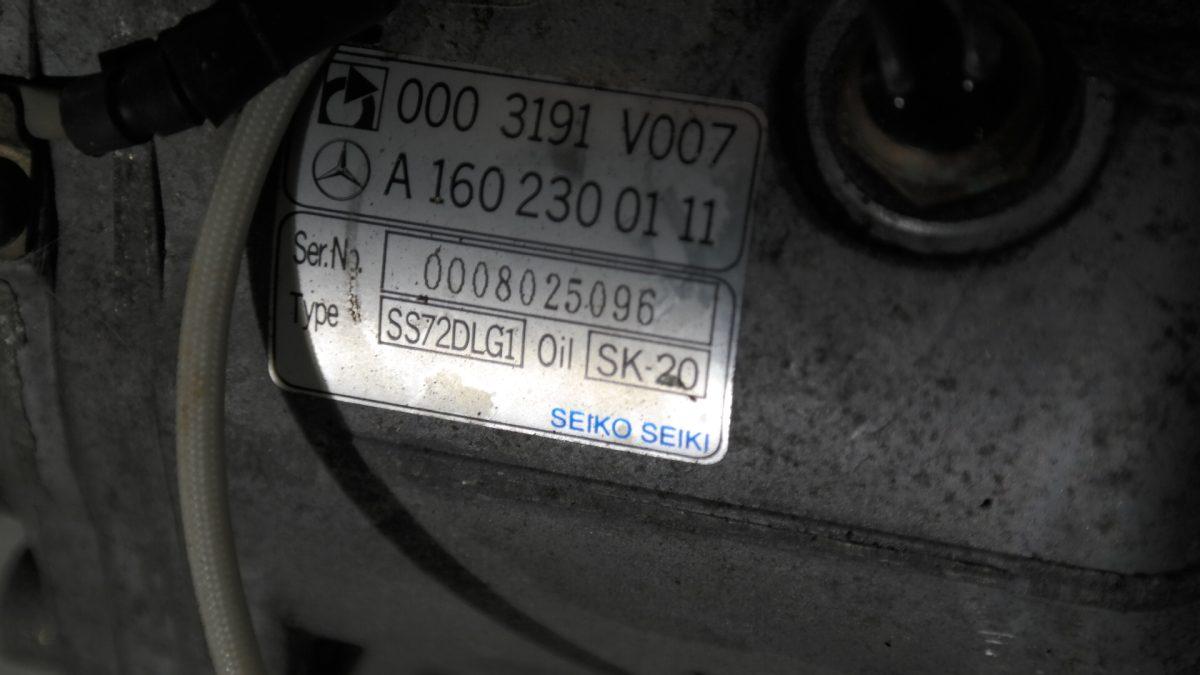 000 3191 V007
A 160 230 01 11
Ser.No. 0008025096
Type SS72DLG1 Oil SK-20
SEIKO SEIKI